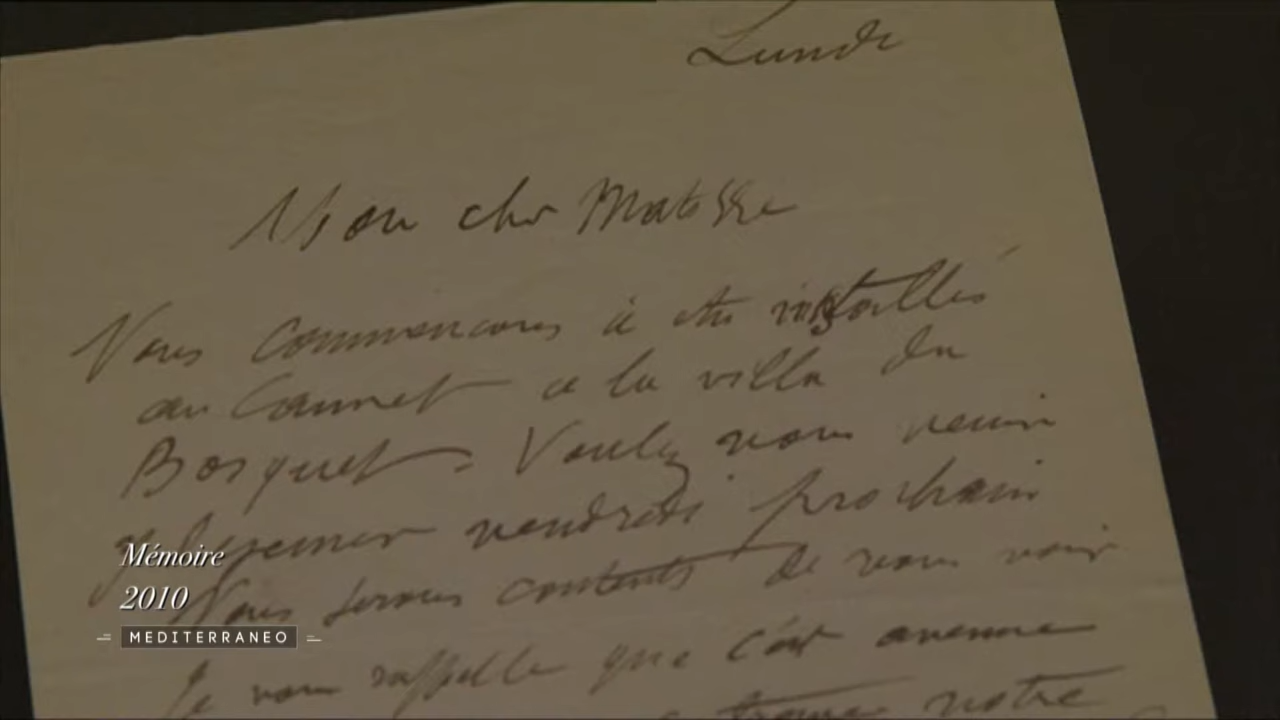 Lundi
Mon cher Matisse
Nous commençons à être installés
au Cannet a la villa du
Bosquet. Voulez vous venir
déjeuner vendredi prochain
Nous serons contents de vous voir
Je vous rappelle que c'est avenue
notre
Mémoire
2010
MEDITERRANEO